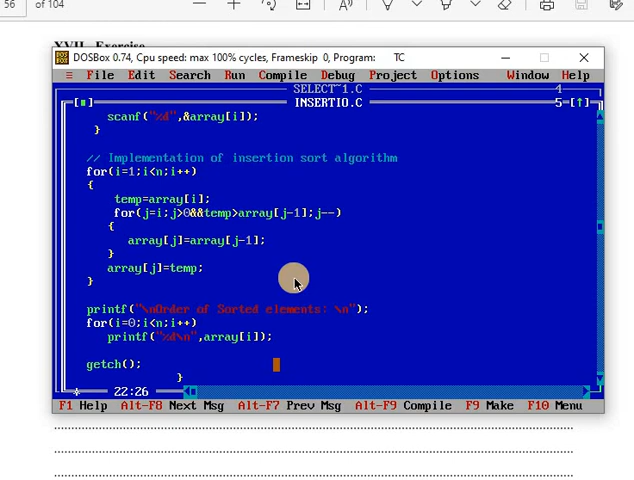 56 of 104
XVII Exercise
DOSBox 0.74, Cpu speed: max 100% cycles, Frameskip 0, Program: TC
≡ File Edit Search Run Compile Debug Project Options Window Help
SELECT~1.C 4
[■] INSERTIO.C 5=[↑]
scanf("%d",&array[i]);
}
// Implementation of insertion sort algorithm
for(i=1;i<n;i++)
{
temp=array[i];
for(j=i;j>0&&temp>array[j-1];j--)
{
array[j]=array[j-1];
}
array[j]=temp;
}
printf("\nOrder of Sorted elements: \n");
for(i=0;i<n;i++)
printf("%d\n",array[i]);
getch();
}
* 22:26
F1 Help Alt-F8 Next Msg Alt-F7 Prev Msg Alt-F9 Compile F9 Make F10 Menu